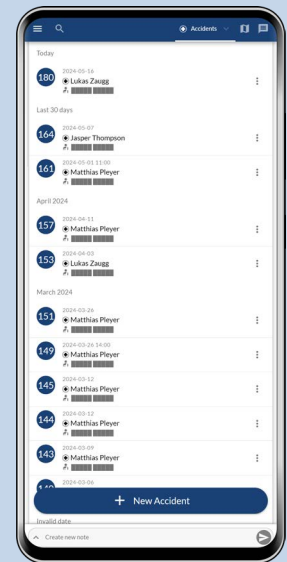 Accidents
Today
180
2024-05-16
Lukas Zaugg
Last 30 days
164
2024-05-07
Jasper Thompson
161
2024-05-01 11:00
Matthias Pleyer
April 2024
157
2024-04-11
Matthias Pleyer
153
2024-04-03
Lukas Zaugg
March 2024
151
2024-03-26
Matthias Pleyer
149
2024-03-26 14:00
Matthias Pleyer
145
2024-03-12
Matthias Pleyer
144
2024-03-12
Matthias Pleyer
143
2024-03-09
Matthias Pleyer
2024-03-06
+ New Accident
Invalid date
Create new note